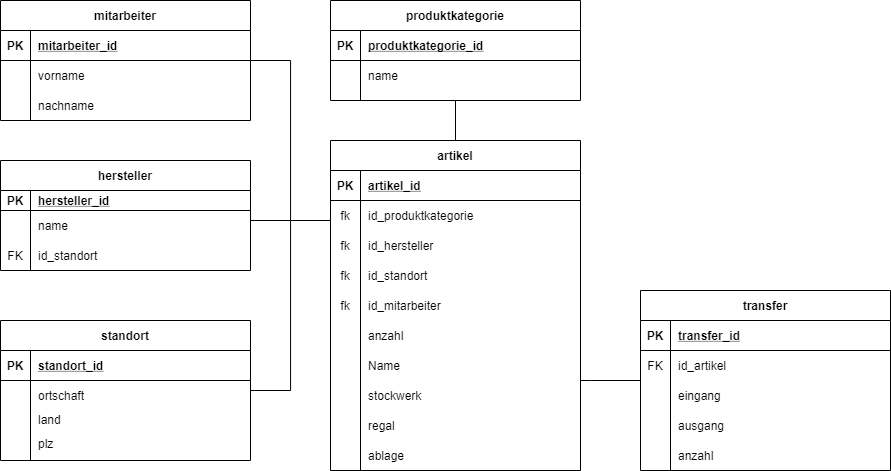 mitarbeiter
PK mitarbeiter_id
vorname
nachname
produktkategorie
PK produktkategorie_id
name
hersteller
PK hersteller_id
name
FK id_standort
artikel
PK artikel_id
fk id_produktkategorie
fk id_hersteller
fk id_standort
fk id_mitarbeiter
anzahl
Name
stockwerk
regal
ablage
standort
PK standort_id
ortschaft
land
plz
transfer
PK transfer_id
FK id_artikel
eingang
ausgang
anzahl